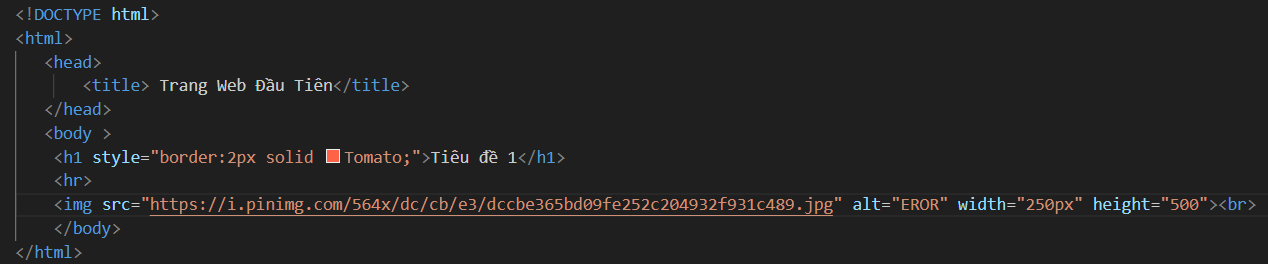 <!DOCTYPE html>
<html>
<head>
<title> Trang Web Đầu Tiên</title>
</head>
<body >
<h1 style="border:2px solid Tomato;">Tiêu đề 1</h1>
<hr>
<img src="https://i.pinimg.com/564x/dc/cb/e3/dccbe365bd09fe252c204932f931c489.jpg" alt="EROR" width="250px" height="500"><br>
</body>
</html>